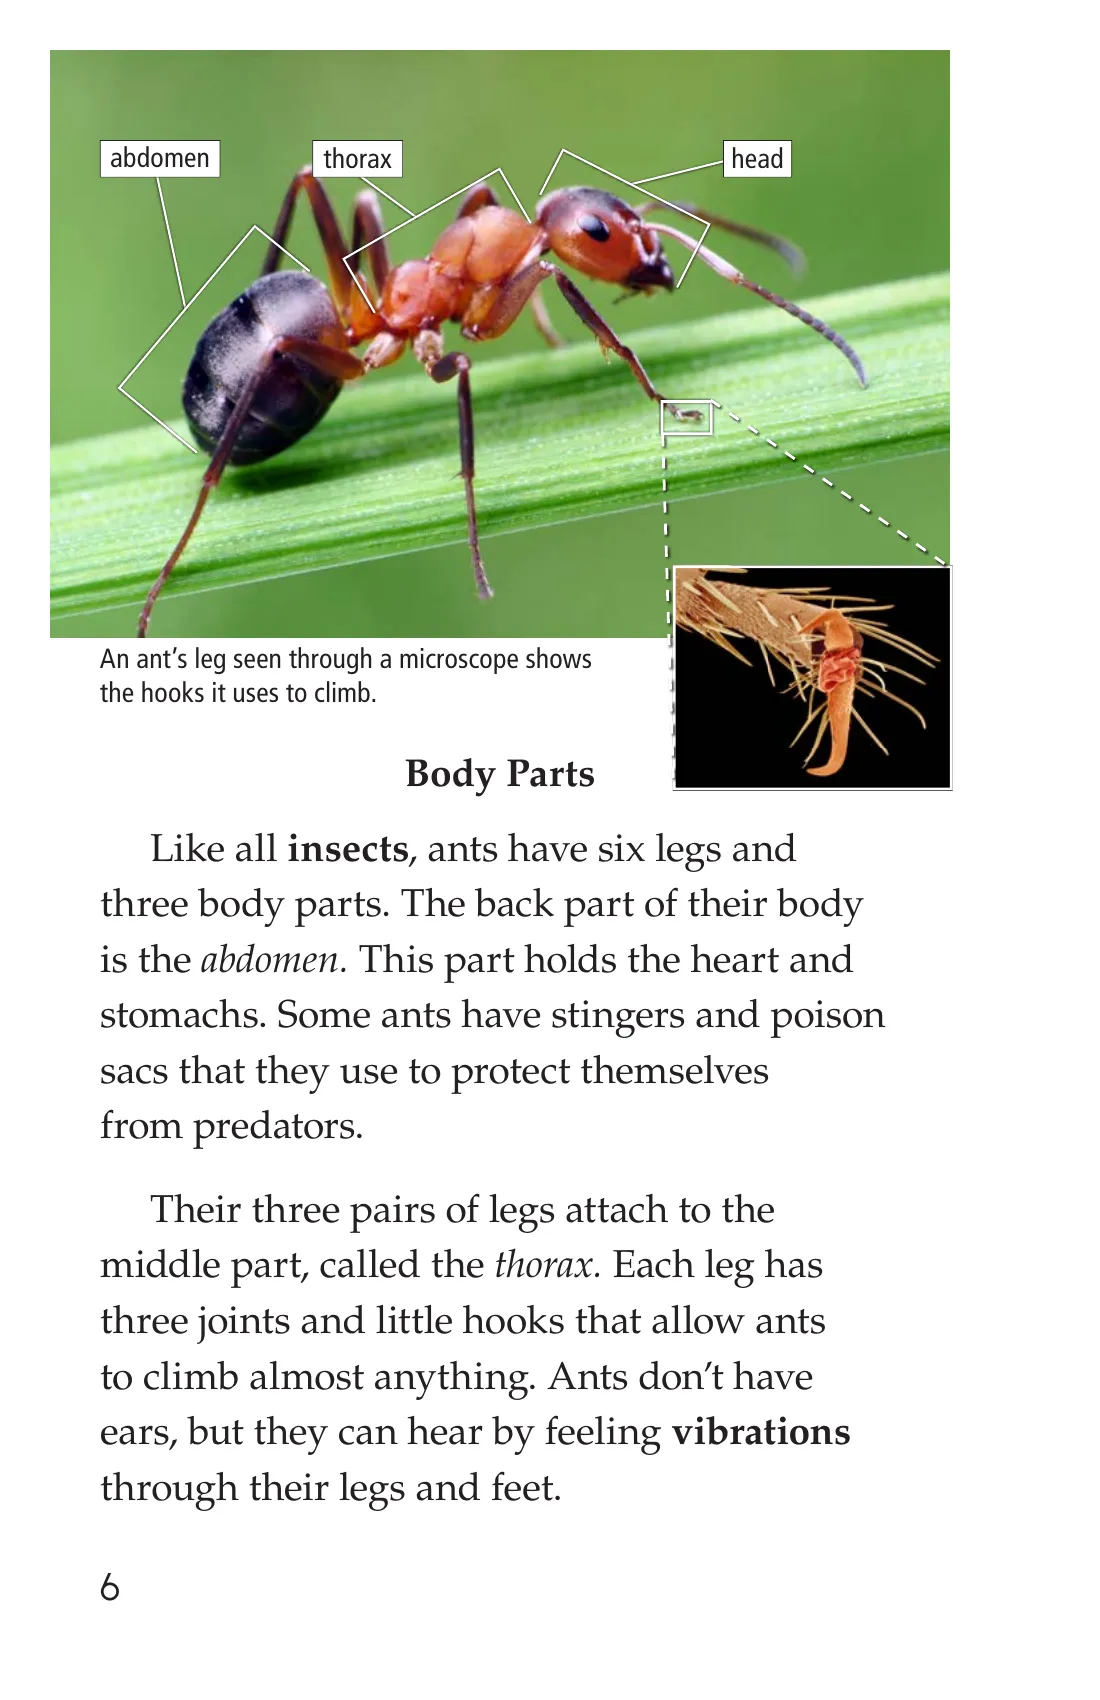 abdomen
thorax
head
An ant’s leg seen through a microscope shows
the hooks it uses to climb.
Body Parts
Like all insects, ants have six legs and
three body parts. The back part of their body
is the abdomen. This part holds the heart and
stomachs. Some ants have stingers and poison
sacs that they use to protect themselves
from predators.
Their three pairs of legs attach to the
middle part, called the thorax. Each leg has
three joints and little hooks that allow ants
to climb almost anything. Ants don’t have
ears, but they can hear by feeling vibrations
through their legs and feet.
6